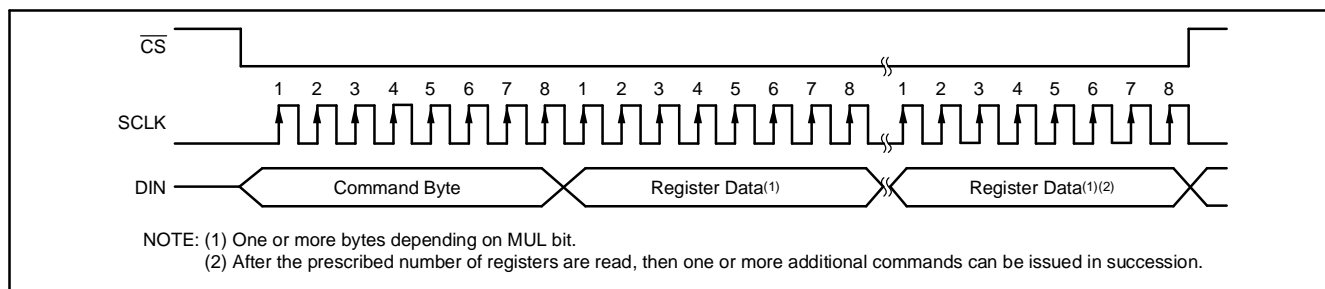 CS
1 2 3 4 5 6 7 8 1 2 3 4 5 6 7 8 1 2 3 4 5 6 7 8
SCLK
DIN Command Byte Register Data(1) Register Data(1)(2)
NOTE: (1) One or more bytes depending on MUL bit.
(2) After the prescribed number of registers are read, then one or more additional commands can be issued in succession.